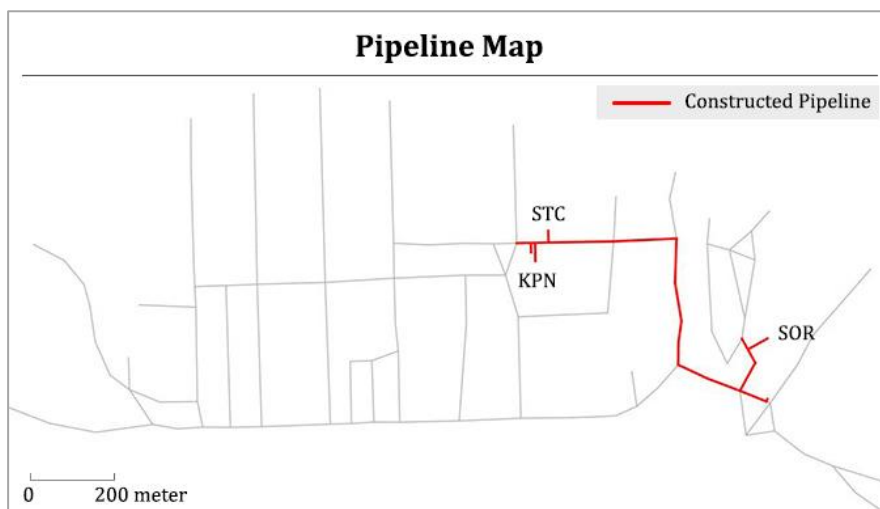 Pipeline Map
Constructed Pipeline
STC
KPN
SOR
0 200 meter